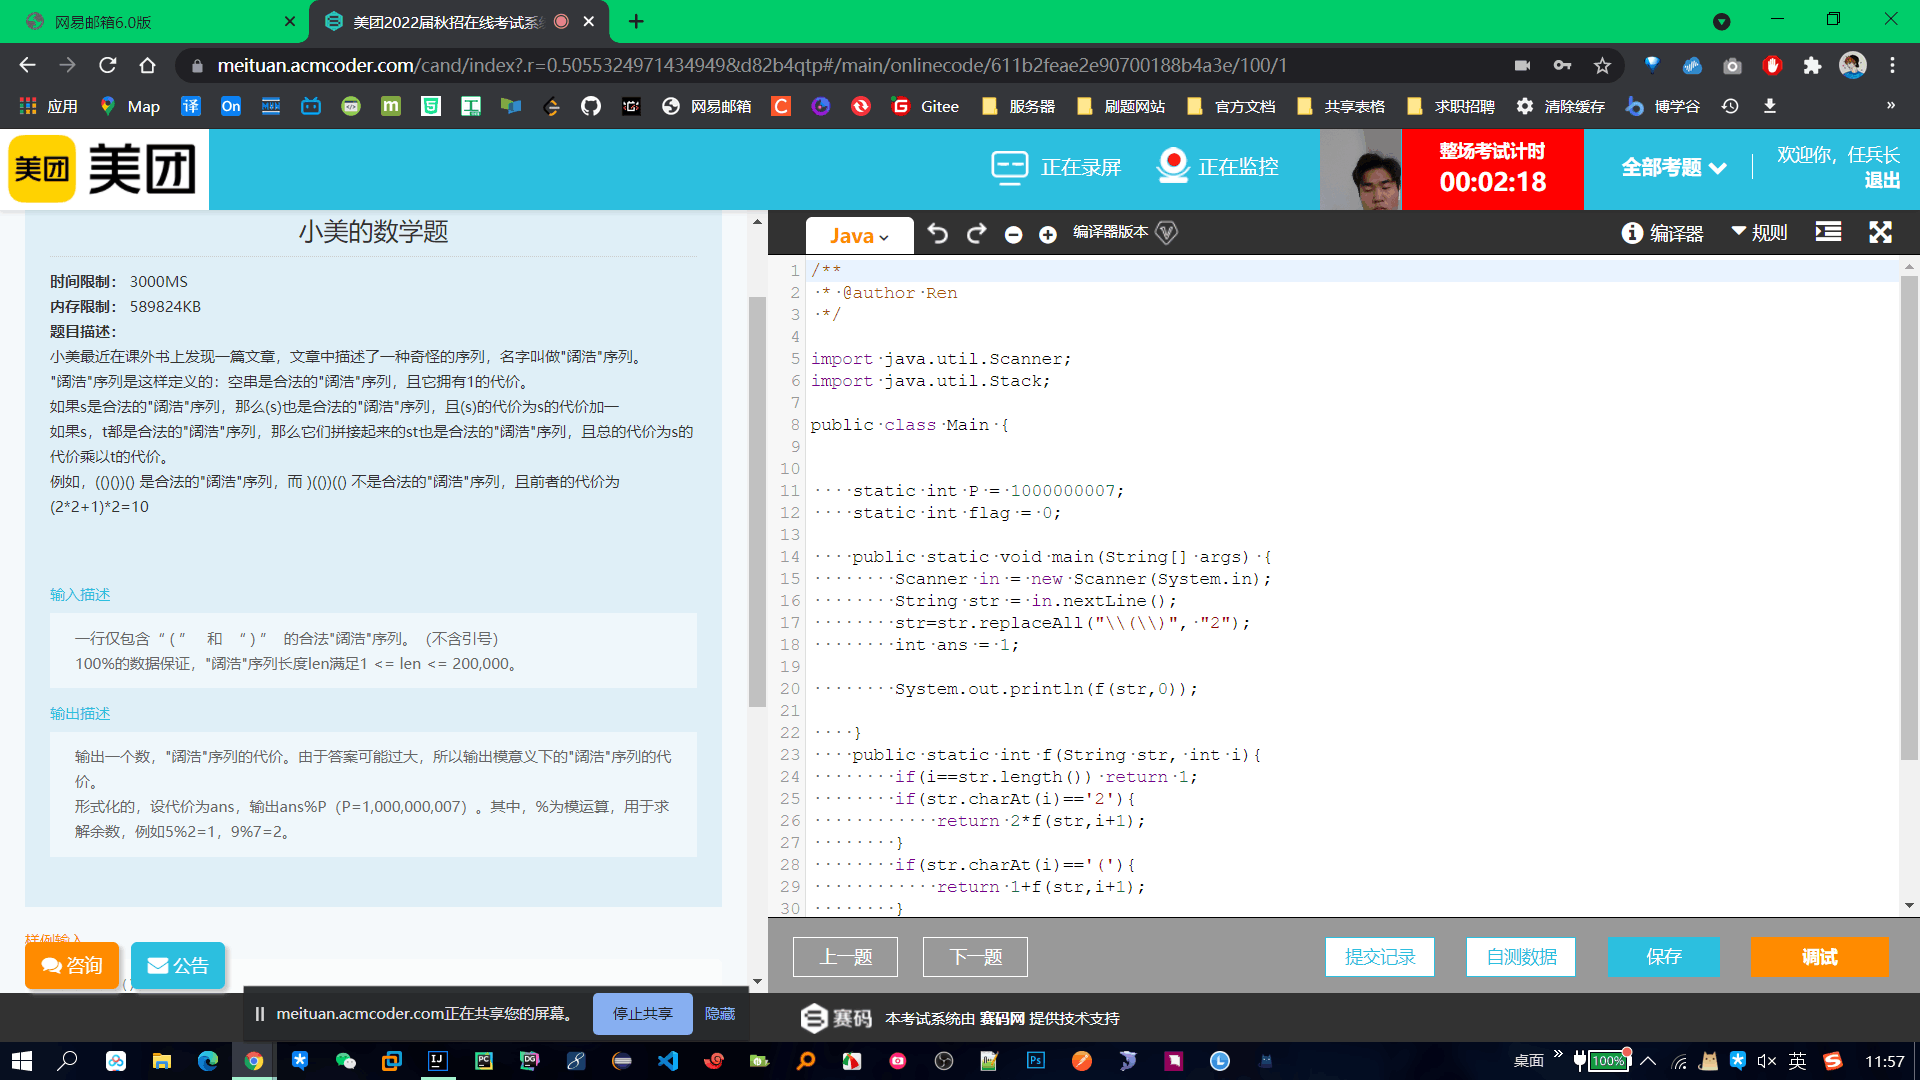 网易邮箱6.0版
美团2022届秋招在线考试系统
meituan.acmcoder.com/cand/index?.r=0.5055324971434949&d82b4qtp#/main/onlinecode/611b2feae2e90700188b4a3e/100/1
应用 Map 译 On 网易邮箱 Gitee 服务器 刷题网站 官方文档 共享表格 求职招聘 清除缓存 博学谷 »
美团 美团
正在录屏
正在监控
整场考试计时
00:02:18
全部考题
欢迎你，任兵长
退出
小美的数学题
时间限制： 3000MS
内存限制： 589824KB
题目描述：
小美最近在课外书上发现一篇文章，文章中描述了一种奇怪的序列，名字叫做"阔浩"序列。
"阔浩"序列是这样定义的：空串是合法的"阔浩"序列，且它拥有1的代价。
如果s是合法的"阔浩"序列，那么(s)也是合法的"阔浩"序列，且(s)的代价为s的代价加一
如果s，t都是合法的"阔浩"序列，那么它们拼接起来的st也是合法的"阔浩"序列，且总的代价为s的
代价乘以t的代价。
例如，(()())() 是合法的"阔浩"序列，而 )(())(() 不是合法的"阔浩"序列，且前者的代价为
(2*2+1)*2=10
输入描述
一行仅包含“ ( ” 和 “ ) ” 的合法"阔浩"序列。（不含引号）
100%的数据保证，"阔浩"序列长度len满足1 <= len <= 200,000。
输出描述
输出一个数，"阔浩"序列的代价。由于答案可能过大，所以输出模意义下的"阔浩"序列的代
价。
形式化的，设代价为ans，输出ans%P（P=1,000,000,007）。其中，%为模运算，用于求
解余数，例如5%2=1，9%7=2。
样例输入
咨询
公告
Java
编译器版本
编译器
规则
1 /**
2 * @author Ren
3 */
4
5 import java.util.Scanner;
6 import java.util.Stack;
7
8 public class Main {
9
10
11 static int P = 1000000007;
12 static int flag = 0;
13
14 public static void main(String[] args) {
15 Scanner in = new Scanner(System.in);
16 String str = in.nextLine();
17 str=str.replaceAll("\\(\\)", "2");
18 int ans = 1;
19
20 System.out.println(f(str,0));
21
22 }
23 public static int f(String str, int i){
24 if(i==str.length()) return 1;
25 if(str.charAt(i)=='2'){
26 return 2*f(str,i+1);
27 }
28 if(str.charAt(i)=='('){
29 return 1+f(str,i+1);
30 }
上一题
下一题
提交记录
自测数据
保存
调试
meituan.acmcoder.com正在共享您的屏幕。
停止共享
隐藏
赛码
本考试系统由 赛码网 提供技术支持
桌面 » 100% 英 11:57